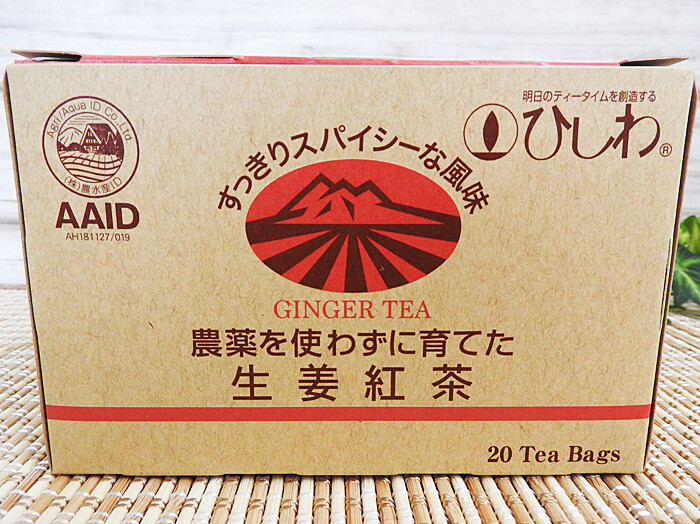 Agri/Aqua ID Co.,Ltd.
(株)農水産ID
AAID
AH181127/019
明日のティータイムを創造する
ひしわ®
すっきりスパイシーな風味
GINGER TEA
農薬を使わずに育てた
生姜紅茶
20 Tea Bags